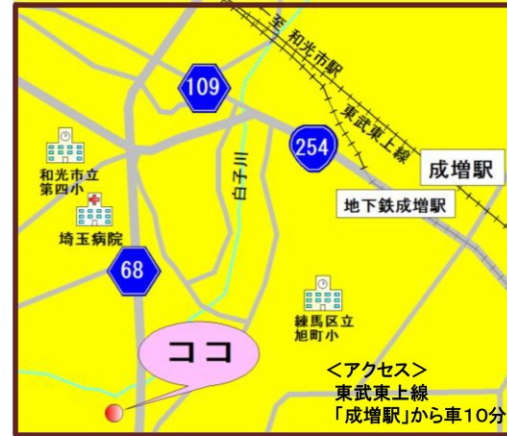 至 和光市駅
109
東武東上線
254
成増駅
和光市立
第四小
白子川
地下鉄成増駅
埼玉病院
68
練馬区立
旭町小
ココ
＜アクセス＞
東武東上線
「成増駅」から車10分